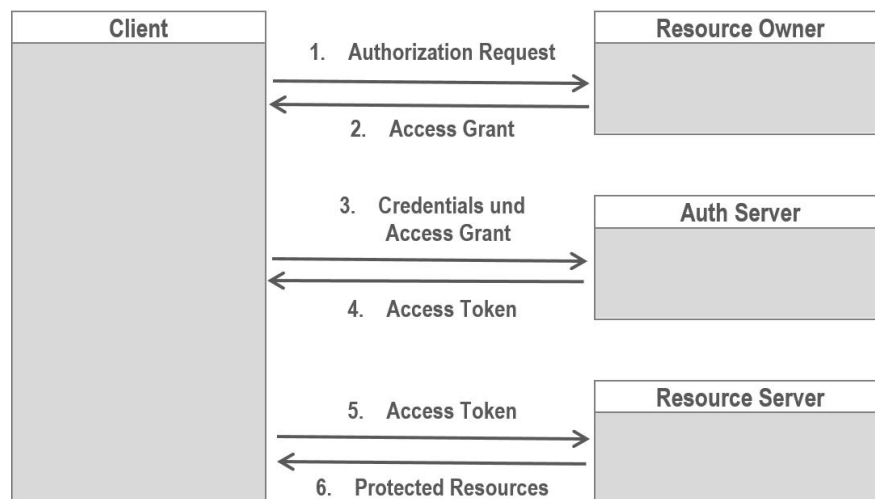 Client
Resource Owner
1. Authorization Request
2. Access Grant
3. Credentials und
Access Grant
Auth Server
4. Access Token
Resource Server
5. Access Token
6. Protected Resources